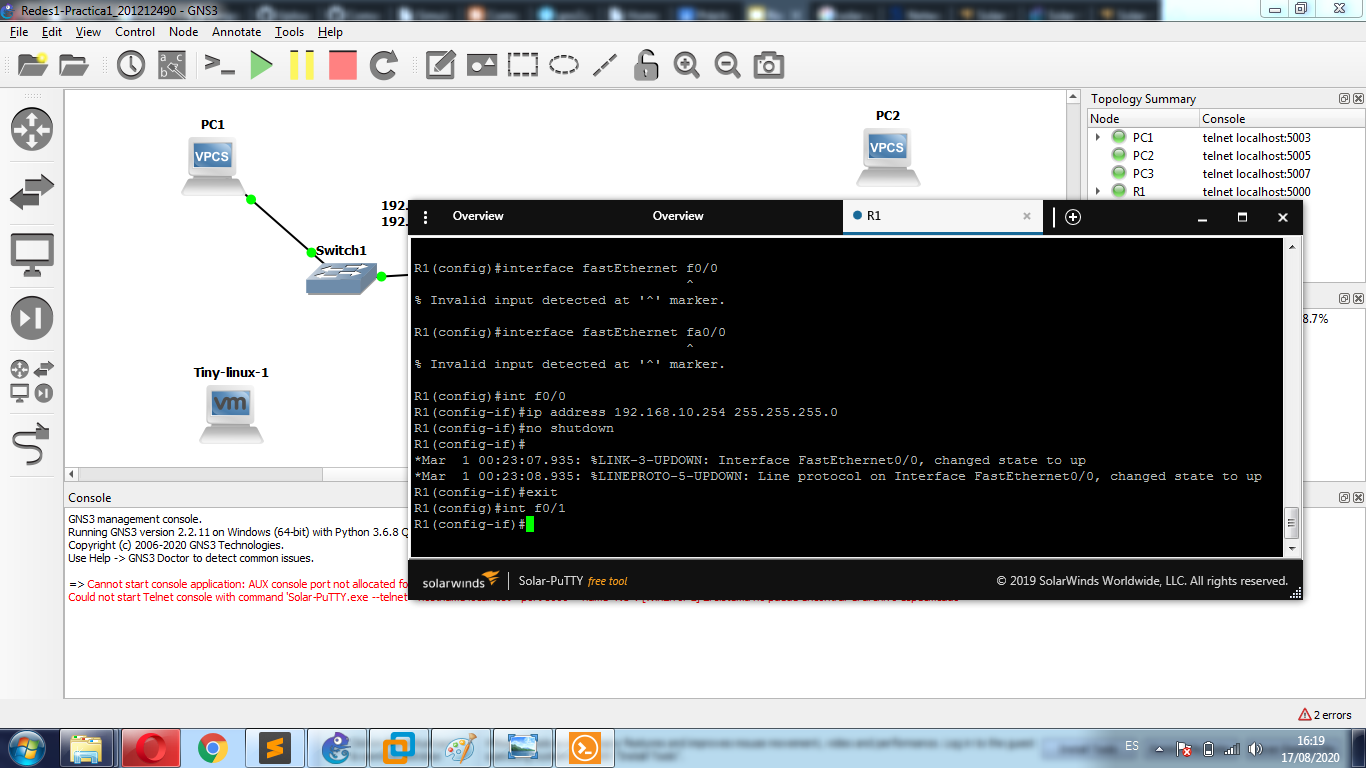 Redes1-Practica1_201212490 - GNS3
File Edit View Control Node Annotate Tools Help
PC1
VPCS
PC2
VPCS
Switch1
192.
192.
Tiny-linux-1
vm
Topology Summary
Node Console
PC1 telnet localhost:5003
PC2 telnet localhost:5005
PC3 telnet localhost:5007
R1 telnet localhost:5000
8.7%
Overview Overview R1
R1(config)#interface fastEthernet f0/0
^
% Invalid input detected at '^' marker.
R1(config)#interface fastEthernet fa0/0
^
% Invalid input detected at '^' marker.
R1(config)#int f0/0
R1(config-if)#ip address 192.168.10.254 255.255.255.0
R1(config-if)#no shutdown
R1(config-if)#
*Mar  1 00:23:07.935: %LINK-3-UPDOWN: Interface FastEthernet0/0, changed state to up
*Mar  1 00:23:08.935: %LINEPROTO-5-UPDOWN: Line protocol on Interface FastEthernet0/0, changed state to up
R1(config-if)#exit
R1(config)#int f0/1
R1(config-if)#
solarwinds Solar-PuTTY free tool © 2019 SolarWinds Worldwide, LLC. All rights reserved.
Console
GNS3 management console.
Running GNS3 version 2.2.11 on Windows (64-bit) with Python 3.6.8 Q
Copyright (c) 2006-2020 GNS3 Technologies.
Use Help -> GNS3 Doctor to detect common issues.
=> Cannot start console application: AUX console port not allocated fo
Could not start Telnet console with command 'Solar-PuTTY.exe --telnet
2 errors
ES
16:19
17/08/2020